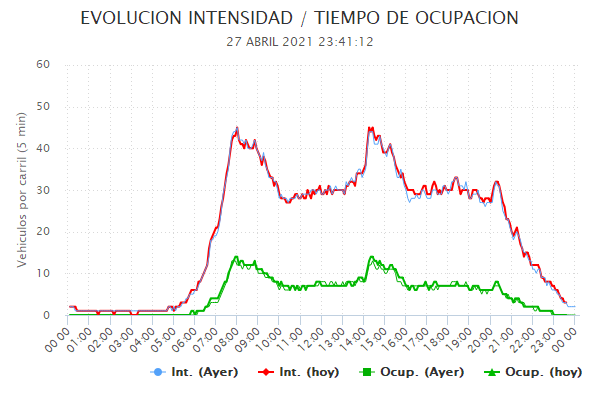 EVOLUCION INTENSIDAD / TIEMPO DE OCUPACION
27 ABRIL 2021 23:41:12
Vehiculos por carril (5 min)
60
50
40
30
20
10
0
00:00 01:00 02:00 03:00 04:00 05:00 06:00 07:00 08:00 09:00 10:00 11:00 12:00 13:00 14:00 15:00 16:00 17:00 18:00 19:00 20:00 21:00 22:00 23:00 00:00
Int. (Ayer) Int. (hoy) Ocup. (Ayer) Ocup. (hoy)